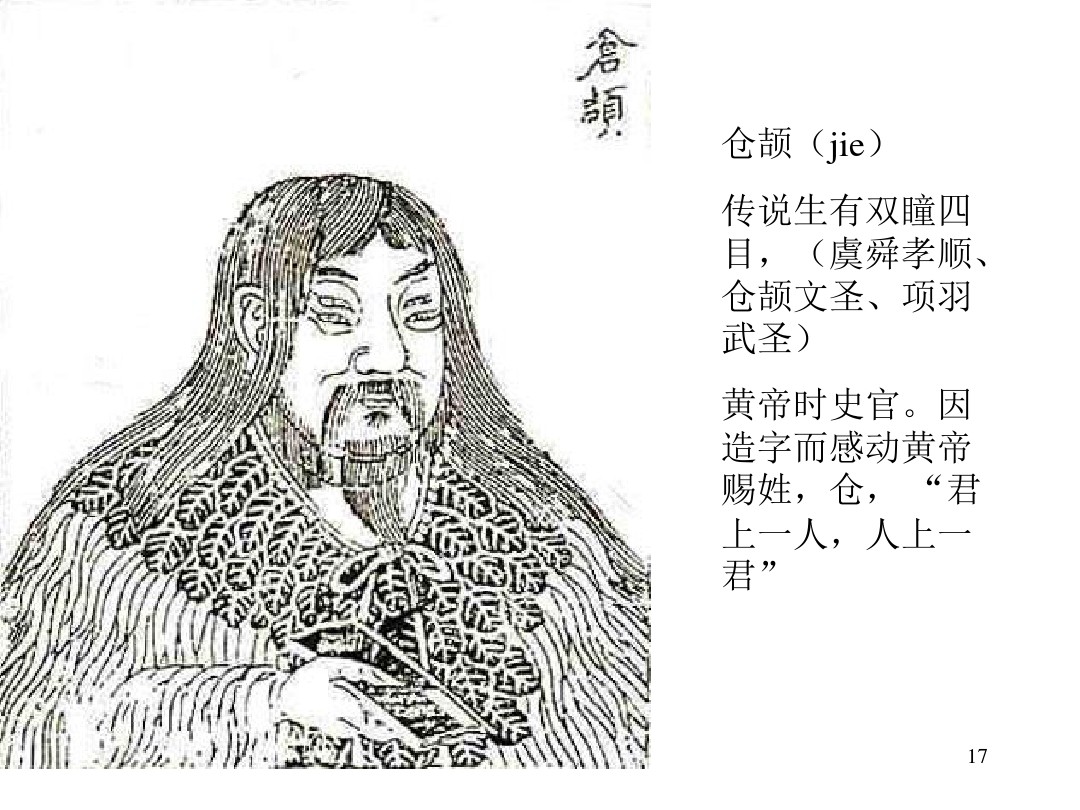 倉頡
仓颉（jie）
传说生有双瞳四
目，（虞舜孝顺、
仓颉文圣、项羽
武圣）
黄帝时史官。因
造字而感动黄帝
赐姓，仓， “君
上一人，人上一
君”
17